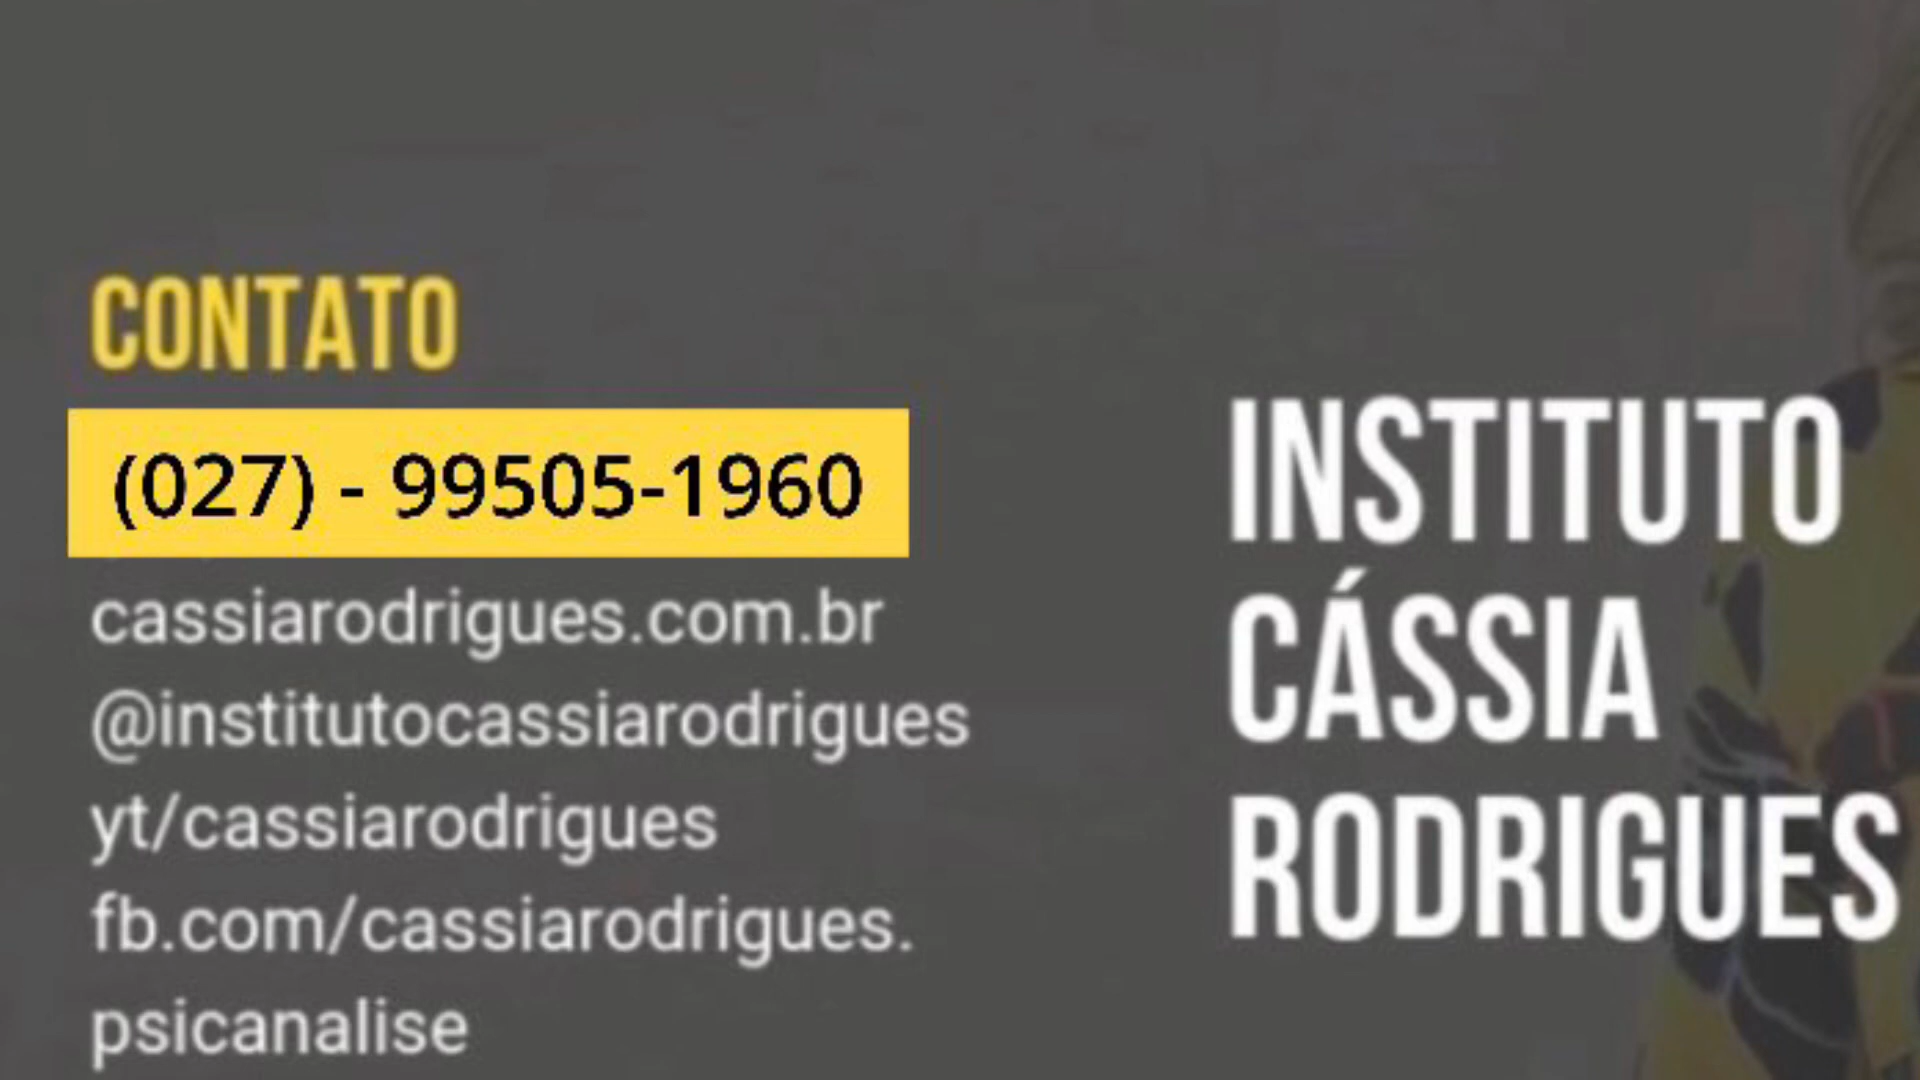 CONTATO
(027) - 99505-1960
cassiarodrigues.com.br
@institutocassiarodrigues
yt/cassiarodrigues
fb.com/cassiarodrigues.
psicanalise
INSTITUTO
CÁSSIA
RODRIGUES